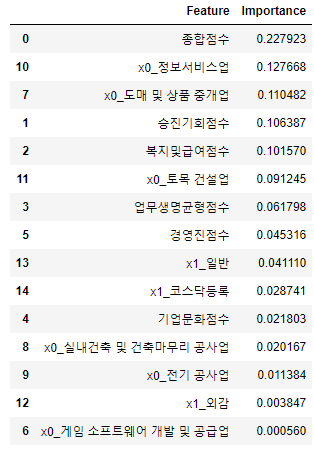 Feature Importance
0 종합점수 0.227923
10 x0_정보서비스업 0.127668
7 x0_도매 및 상품 중개업 0.110482
1 승진기회점수 0.106387
2 복지및급여점수 0.101570
11 x0_토목 건설업 0.091245
3 업무생명균형점수 0.061798
5 경영진점수 0.045316
13 x1_일반 0.041110
14 x1_코스닥등록 0.028741
4 기업문화점수 0.021803
8 x0_실내건축 및 건축마무리 공사업 0.020167
9 x0_전기 공사업 0.011384
12 x1_외감 0.003847
6 x0_게임 소프트웨어 개발 및 공급업 0.000560